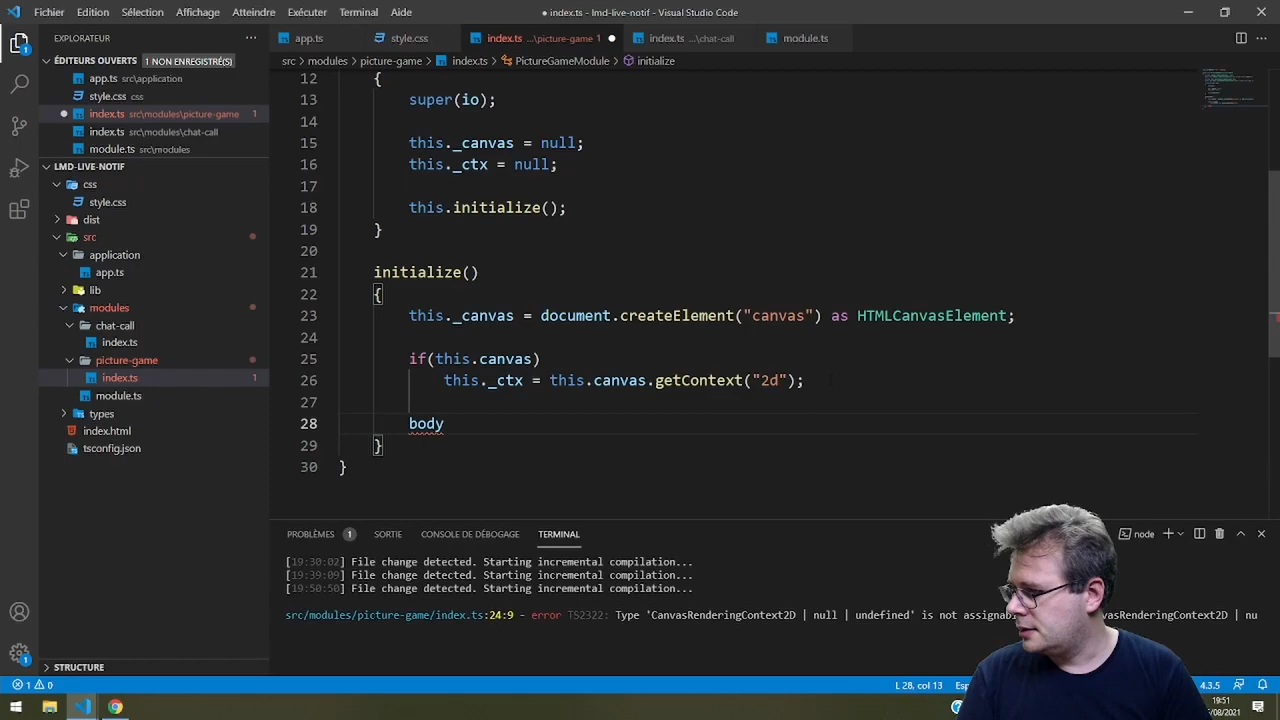 Fichier Edition Sélection Affichage Atteindre Exécuter Terminal Aide
● index.ts - lmd-live-notif - Visual Studio Code
EXPLORATEUR
ÉDITEURS OUVERTS 1 NON ENREGISTRÉ(S)
app.ts src\application
style.css css
index.ts src\modules\picture-game 1
index.ts src\modules\chat-call
module.ts src\modules
LMD-LIVE-NOTIF
css
style.css
dist
src
application
app.ts
lib
modules
chat-call
index.ts
picture-game
index.ts 1
module.ts
types
index.html
tsconfig.json
STRUCTURE
app.ts
style.css
index.ts ...\picture-game 1
index.ts ...\chat-call
module.ts
src > modules > picture-game > index.ts > PictureGameModule > initialize
12 {
13 super(io);
14
15 this._canvas = null;
16 this._ctx = null;
17
18 this.initialize();
19 }
20
21 initialize()
22 {
23 this._canvas = document.createElement("canvas") as HTMLCanvasElement;
24
25 if(this.canvas)
26 this._ctx = this.canvas.getContext("2d");
27
28 body
29 }
30 }
PROBLÈMES 1 SORTIE CONSOLE DE DÉBOGAGE TERMINAL
node
[19:30:02] File change detected. Starting incremental compilation...
[19:39:09] File change detected. Starting incremental compilation...
[19:50:50] File change detected. Starting incremental compilation...
src/modules/picture-game/index.ts:24:9 - error TS2322: Type 'CanvasRenderingContext2D | null | undefined' is not
1 0
L 28, col 13
4.3.5
19:51